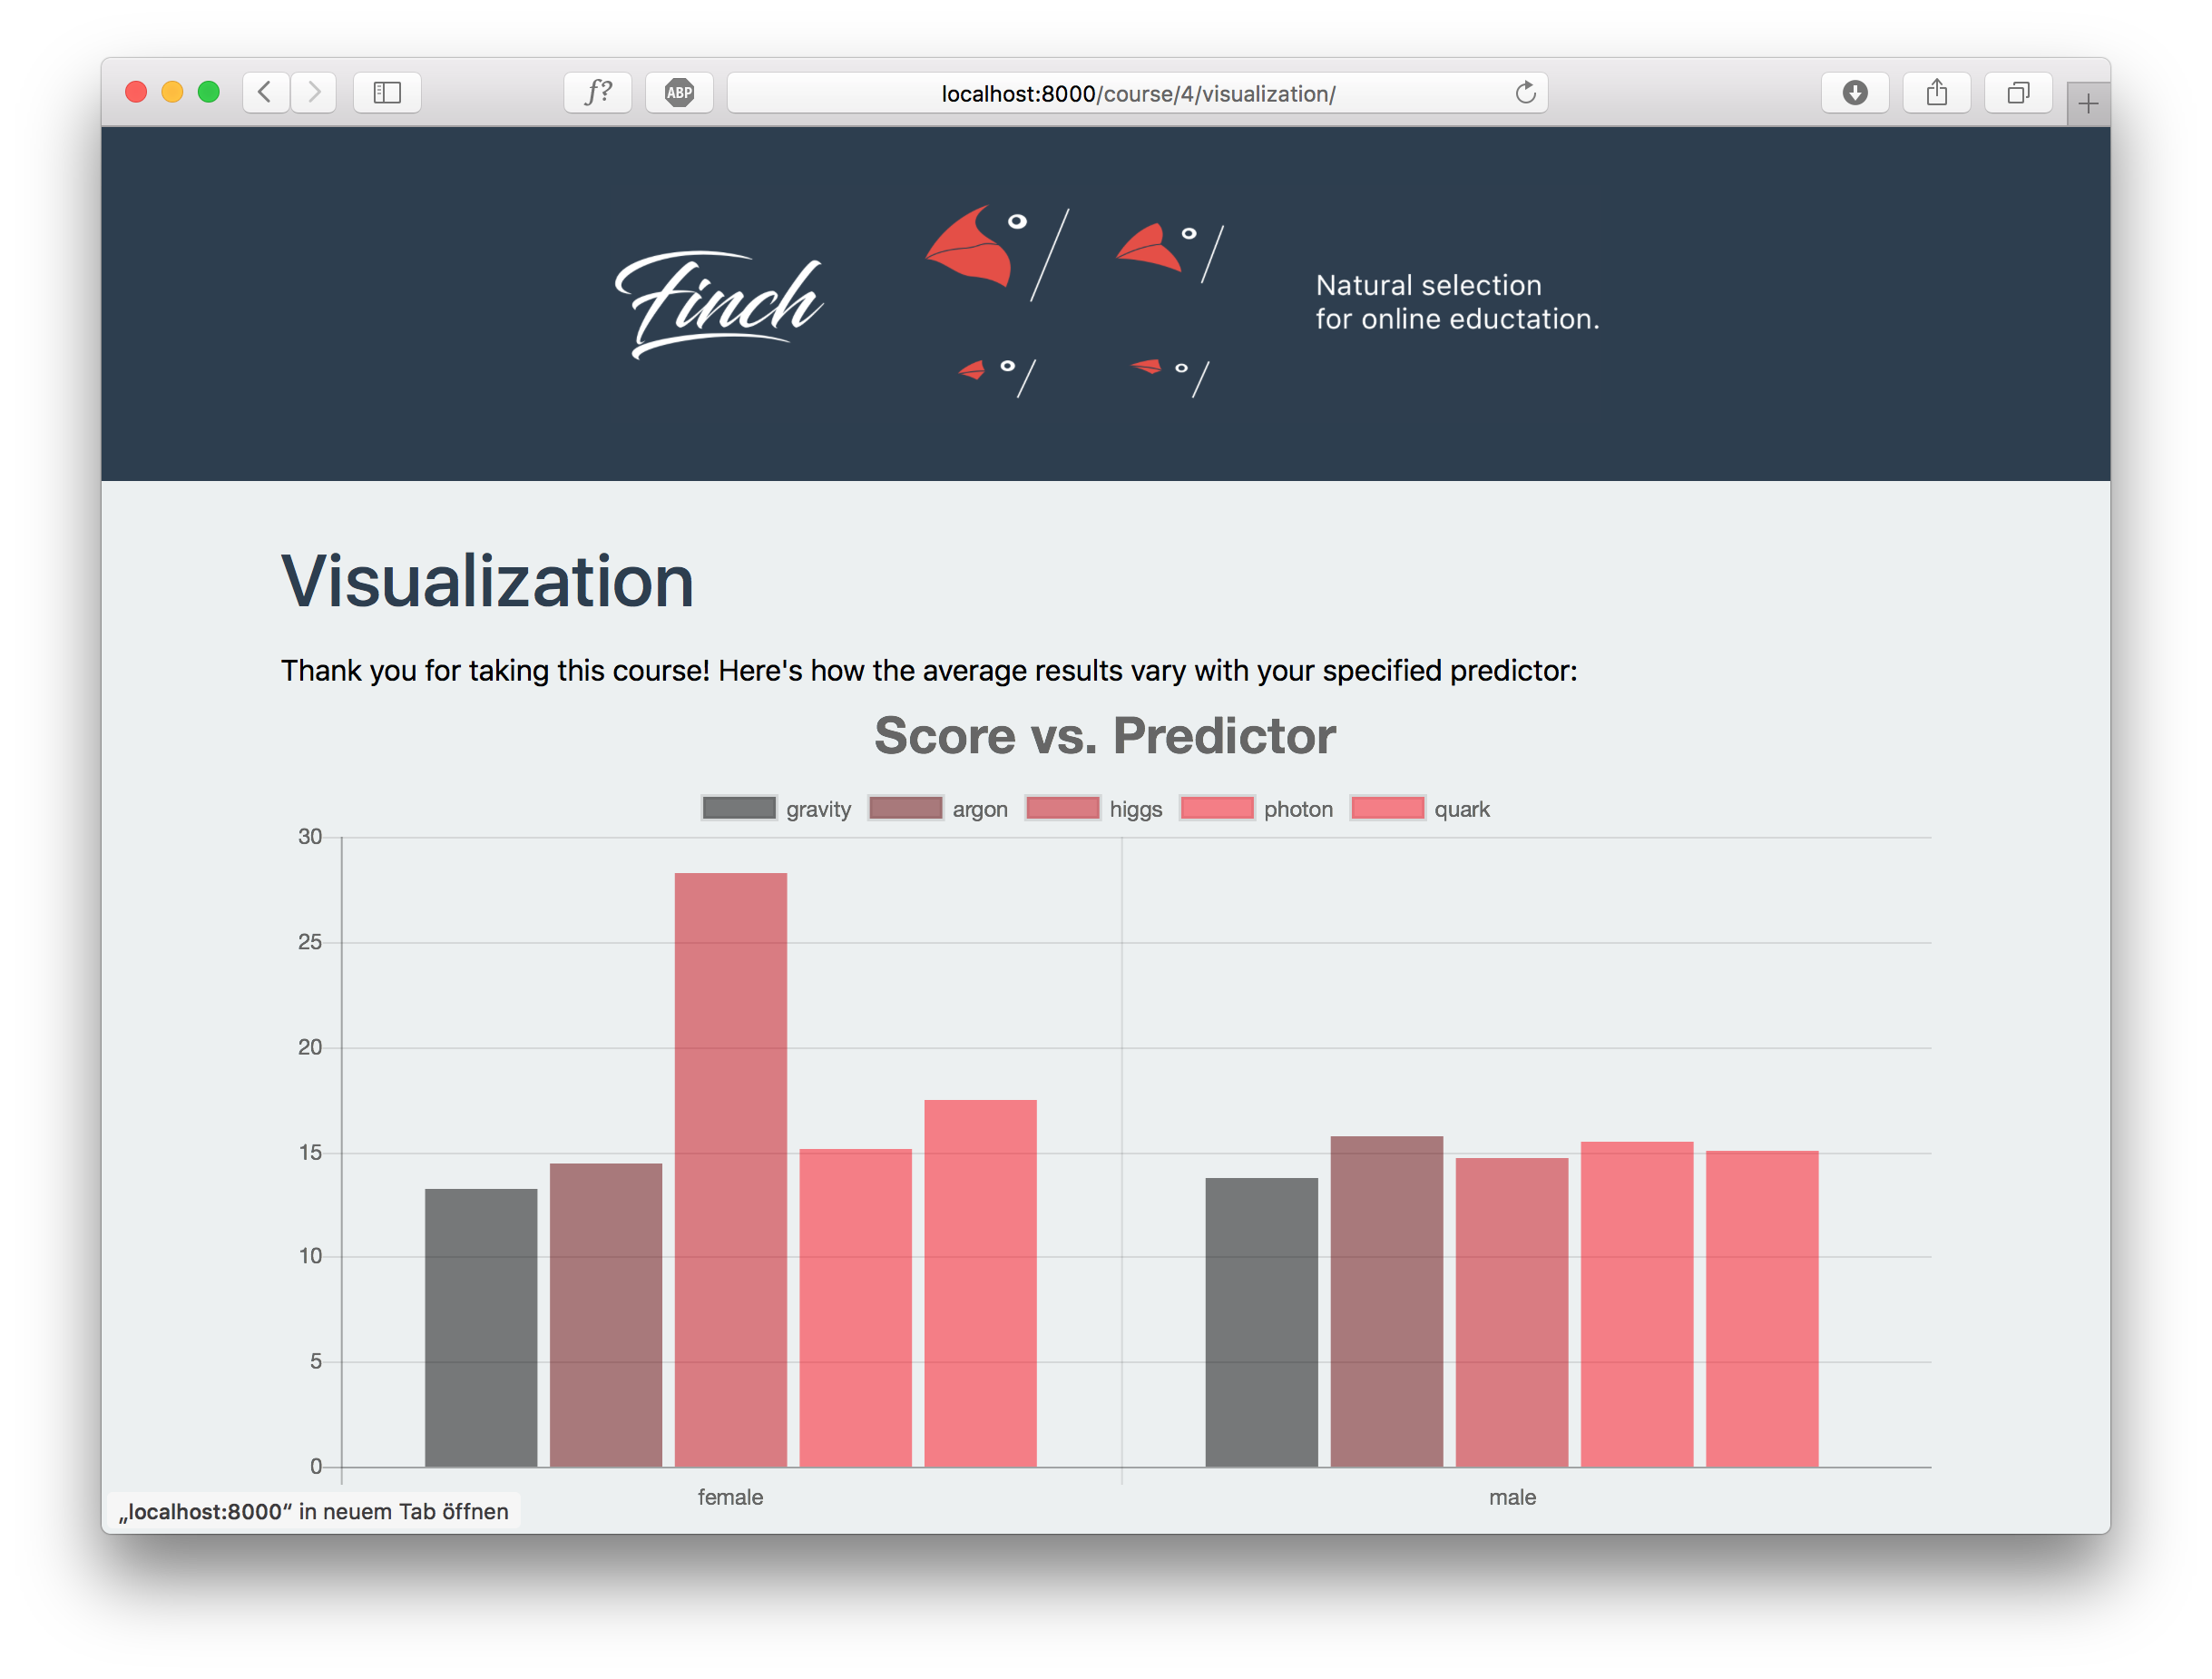 f?
ABP
localhost:8000/course/4/visualization/
Finch
Natural selection
for online eductation.
Visualization
Thank you for taking this course! Here's how the average results vary with your specified predictor:
Score vs. Predictor
gravity argon higgs photon quark
30
25
20
15
10
5
0
female male
„localhost:8000“ in neuem Tab öffnen